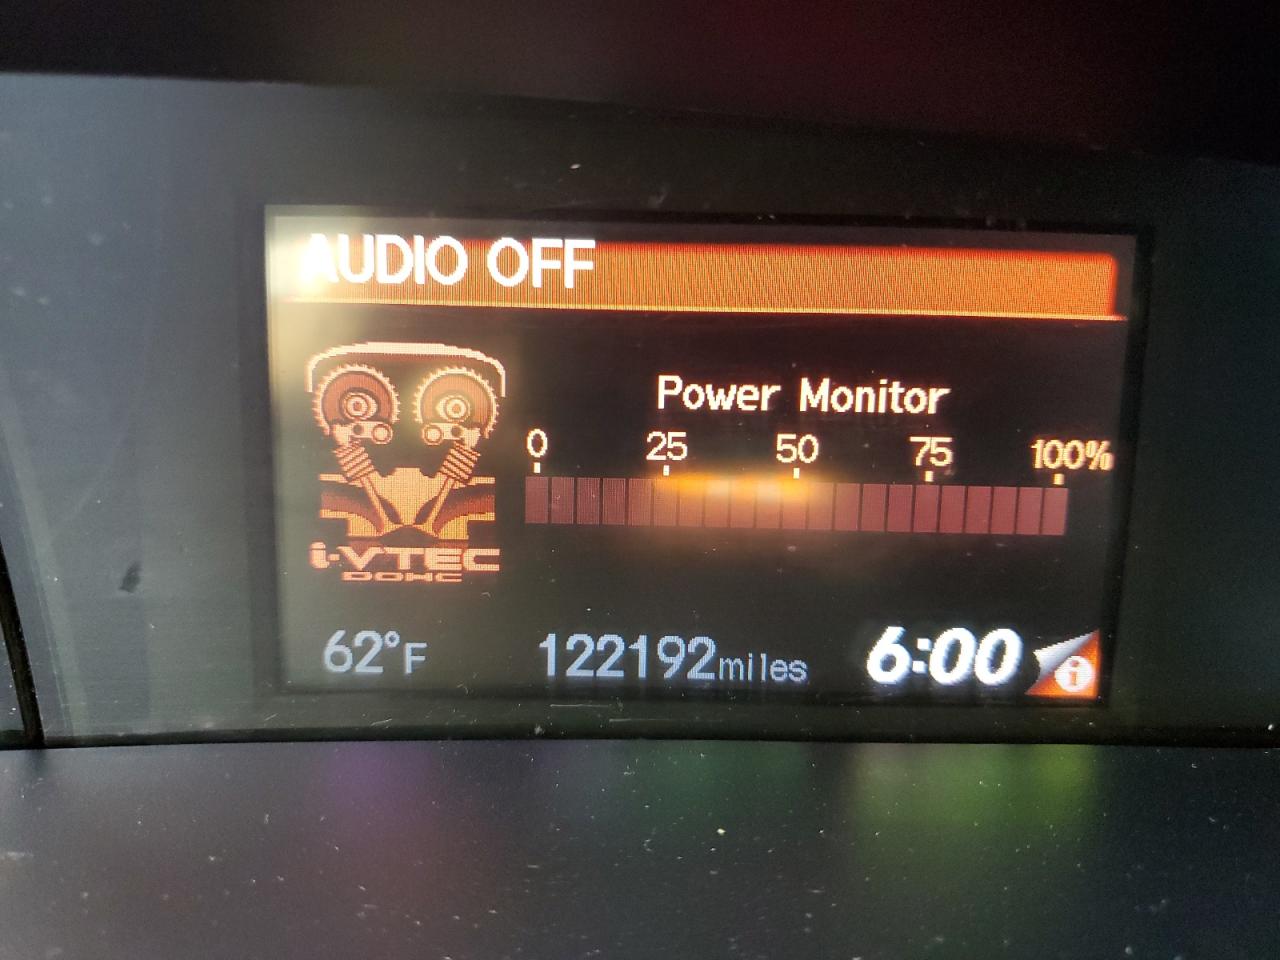 AUDIO OFF
Power Monitor
0 25 50 75 100%
i-VTEC
DOHC
62°F 122192miles 6:00 i